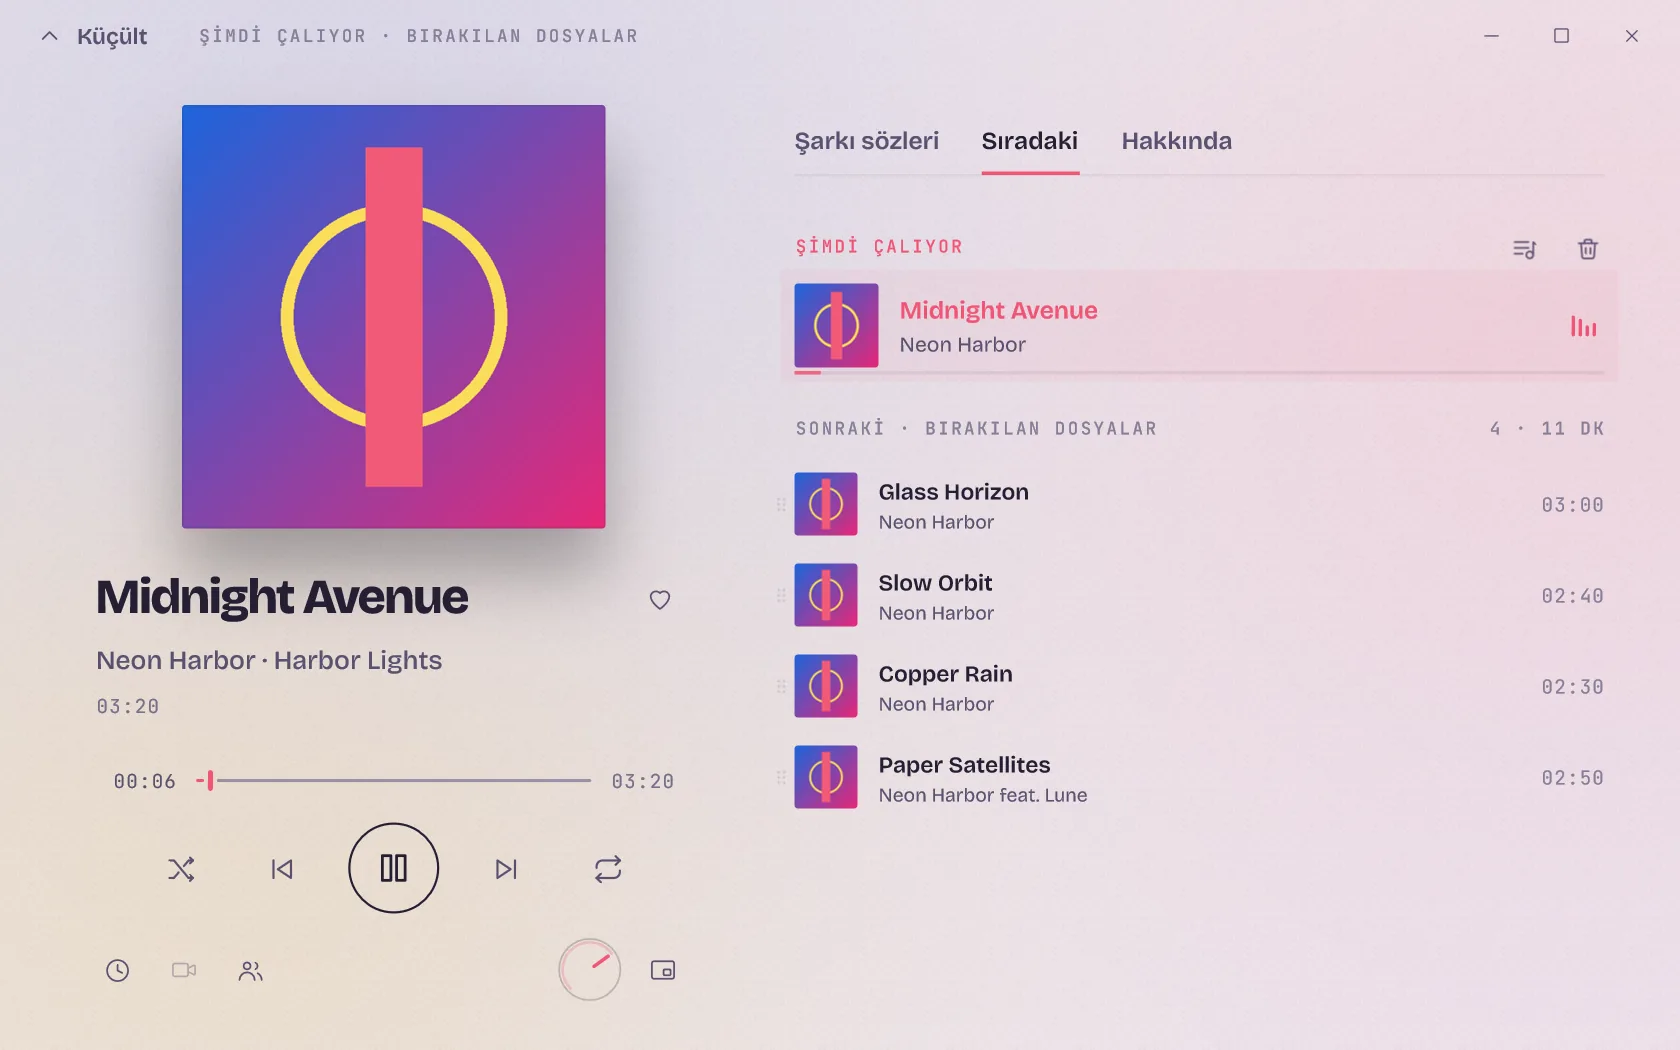 Küçült
ŞİMDİ ÇALIYOR · BIRAKILAN DOSYALAR
Midnight Avenue
Neon Harbor · Harbor Lights
03:20
00:06
03:20
Şarkı sözleri
Sıradaki
Hakkında
ŞİMDİ ÇALIYOR
Midnight Avenue
Neon Harbor
SONRAKİ · BIRAKILAN DOSYALAR
4 · 11 DK
Glass Horizon
Neon Harbor
03:00
Slow Orbit
Neon Harbor
02:40
Copper Rain
Neon Harbor
02:30
Paper Satellites
Neon Harbor feat. Lune
02:50